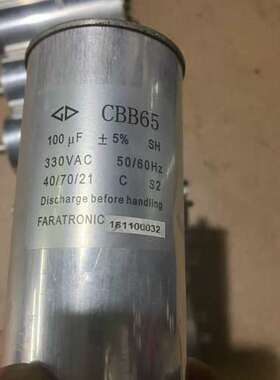 CBB65
100 µF ± 5% SH
330VAC 50/60Hz
40/70/21 C S2
Discharge before handling
FARATRONIC 161100032